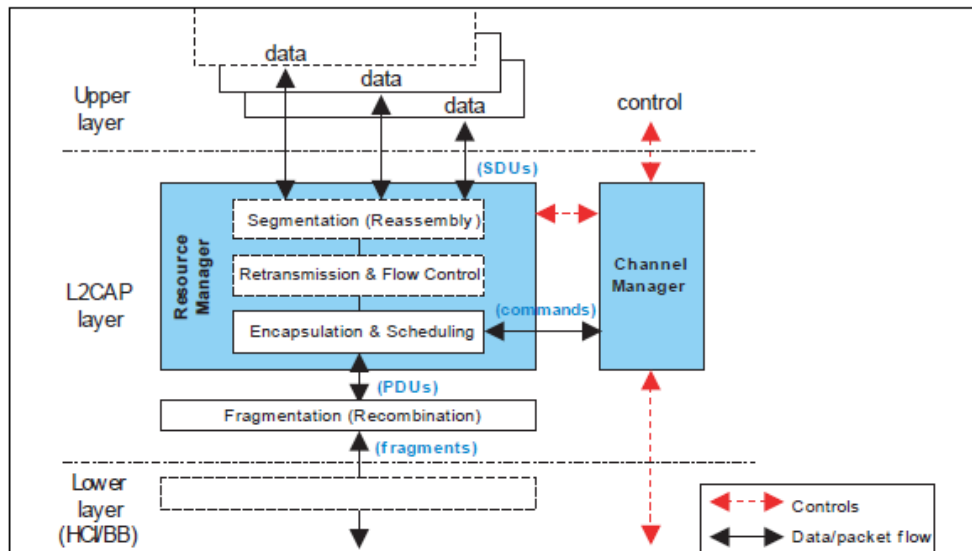 data
data
data
Upper
layer
control
(SDUs)
Segmentation (Reassembly)
Retransmission & Flow Control
Encapsulation & Scheduling
Resource
Manager
Channel
Manager
L2CAP
layer
(commands)
(PDUs)
Fragmentation (Recombination)
(fragments)
Lower
layer
(HCI/BB)
Controls
Data/packet flow